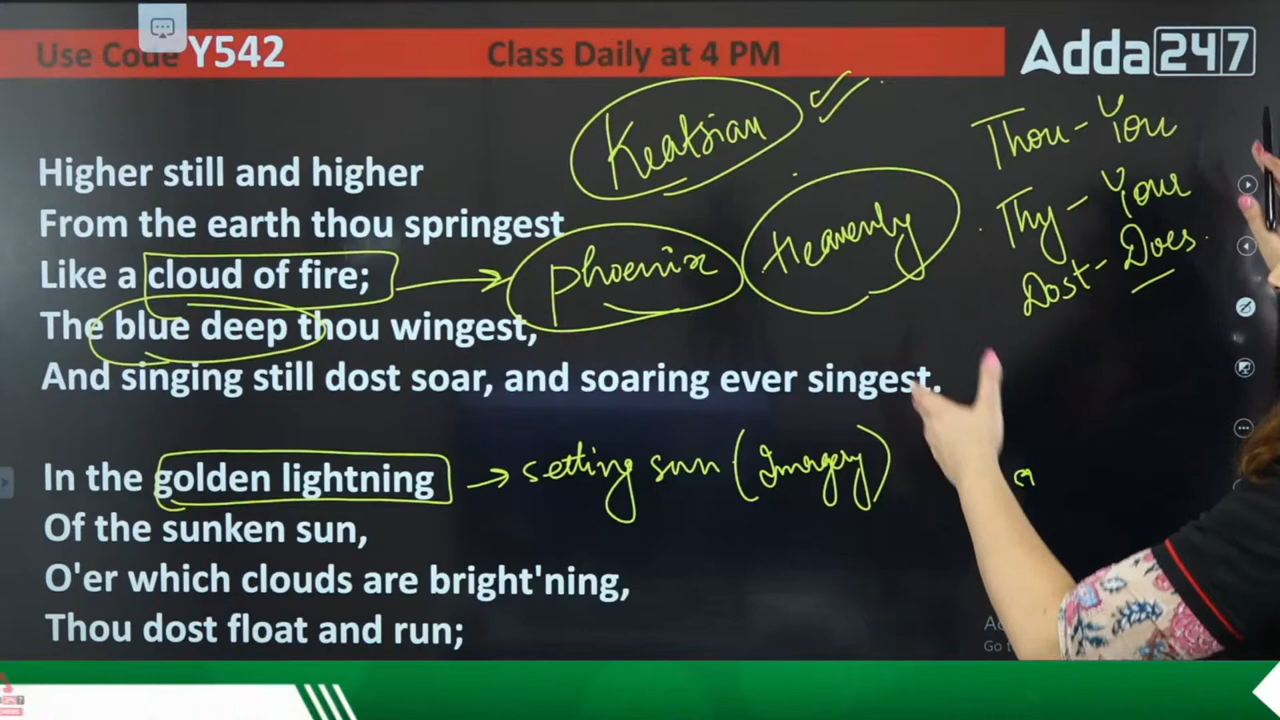 Use Code Y542
Class Daily at 4 PM
Adda247
Keatsian
Thou - You
Higher still and higher
From the earth thou springest
Thy - Your
Heavenly
Like a cloud of fire;
phoenix
Dost - Does
The blue deep thou wingest,
And singing still dost soar, and soaring ever singest.
In the golden lightning
setting sun (Imagery)
Of the sunken sun,
O'er which clouds are bright'ning,
Thou dost float and run;